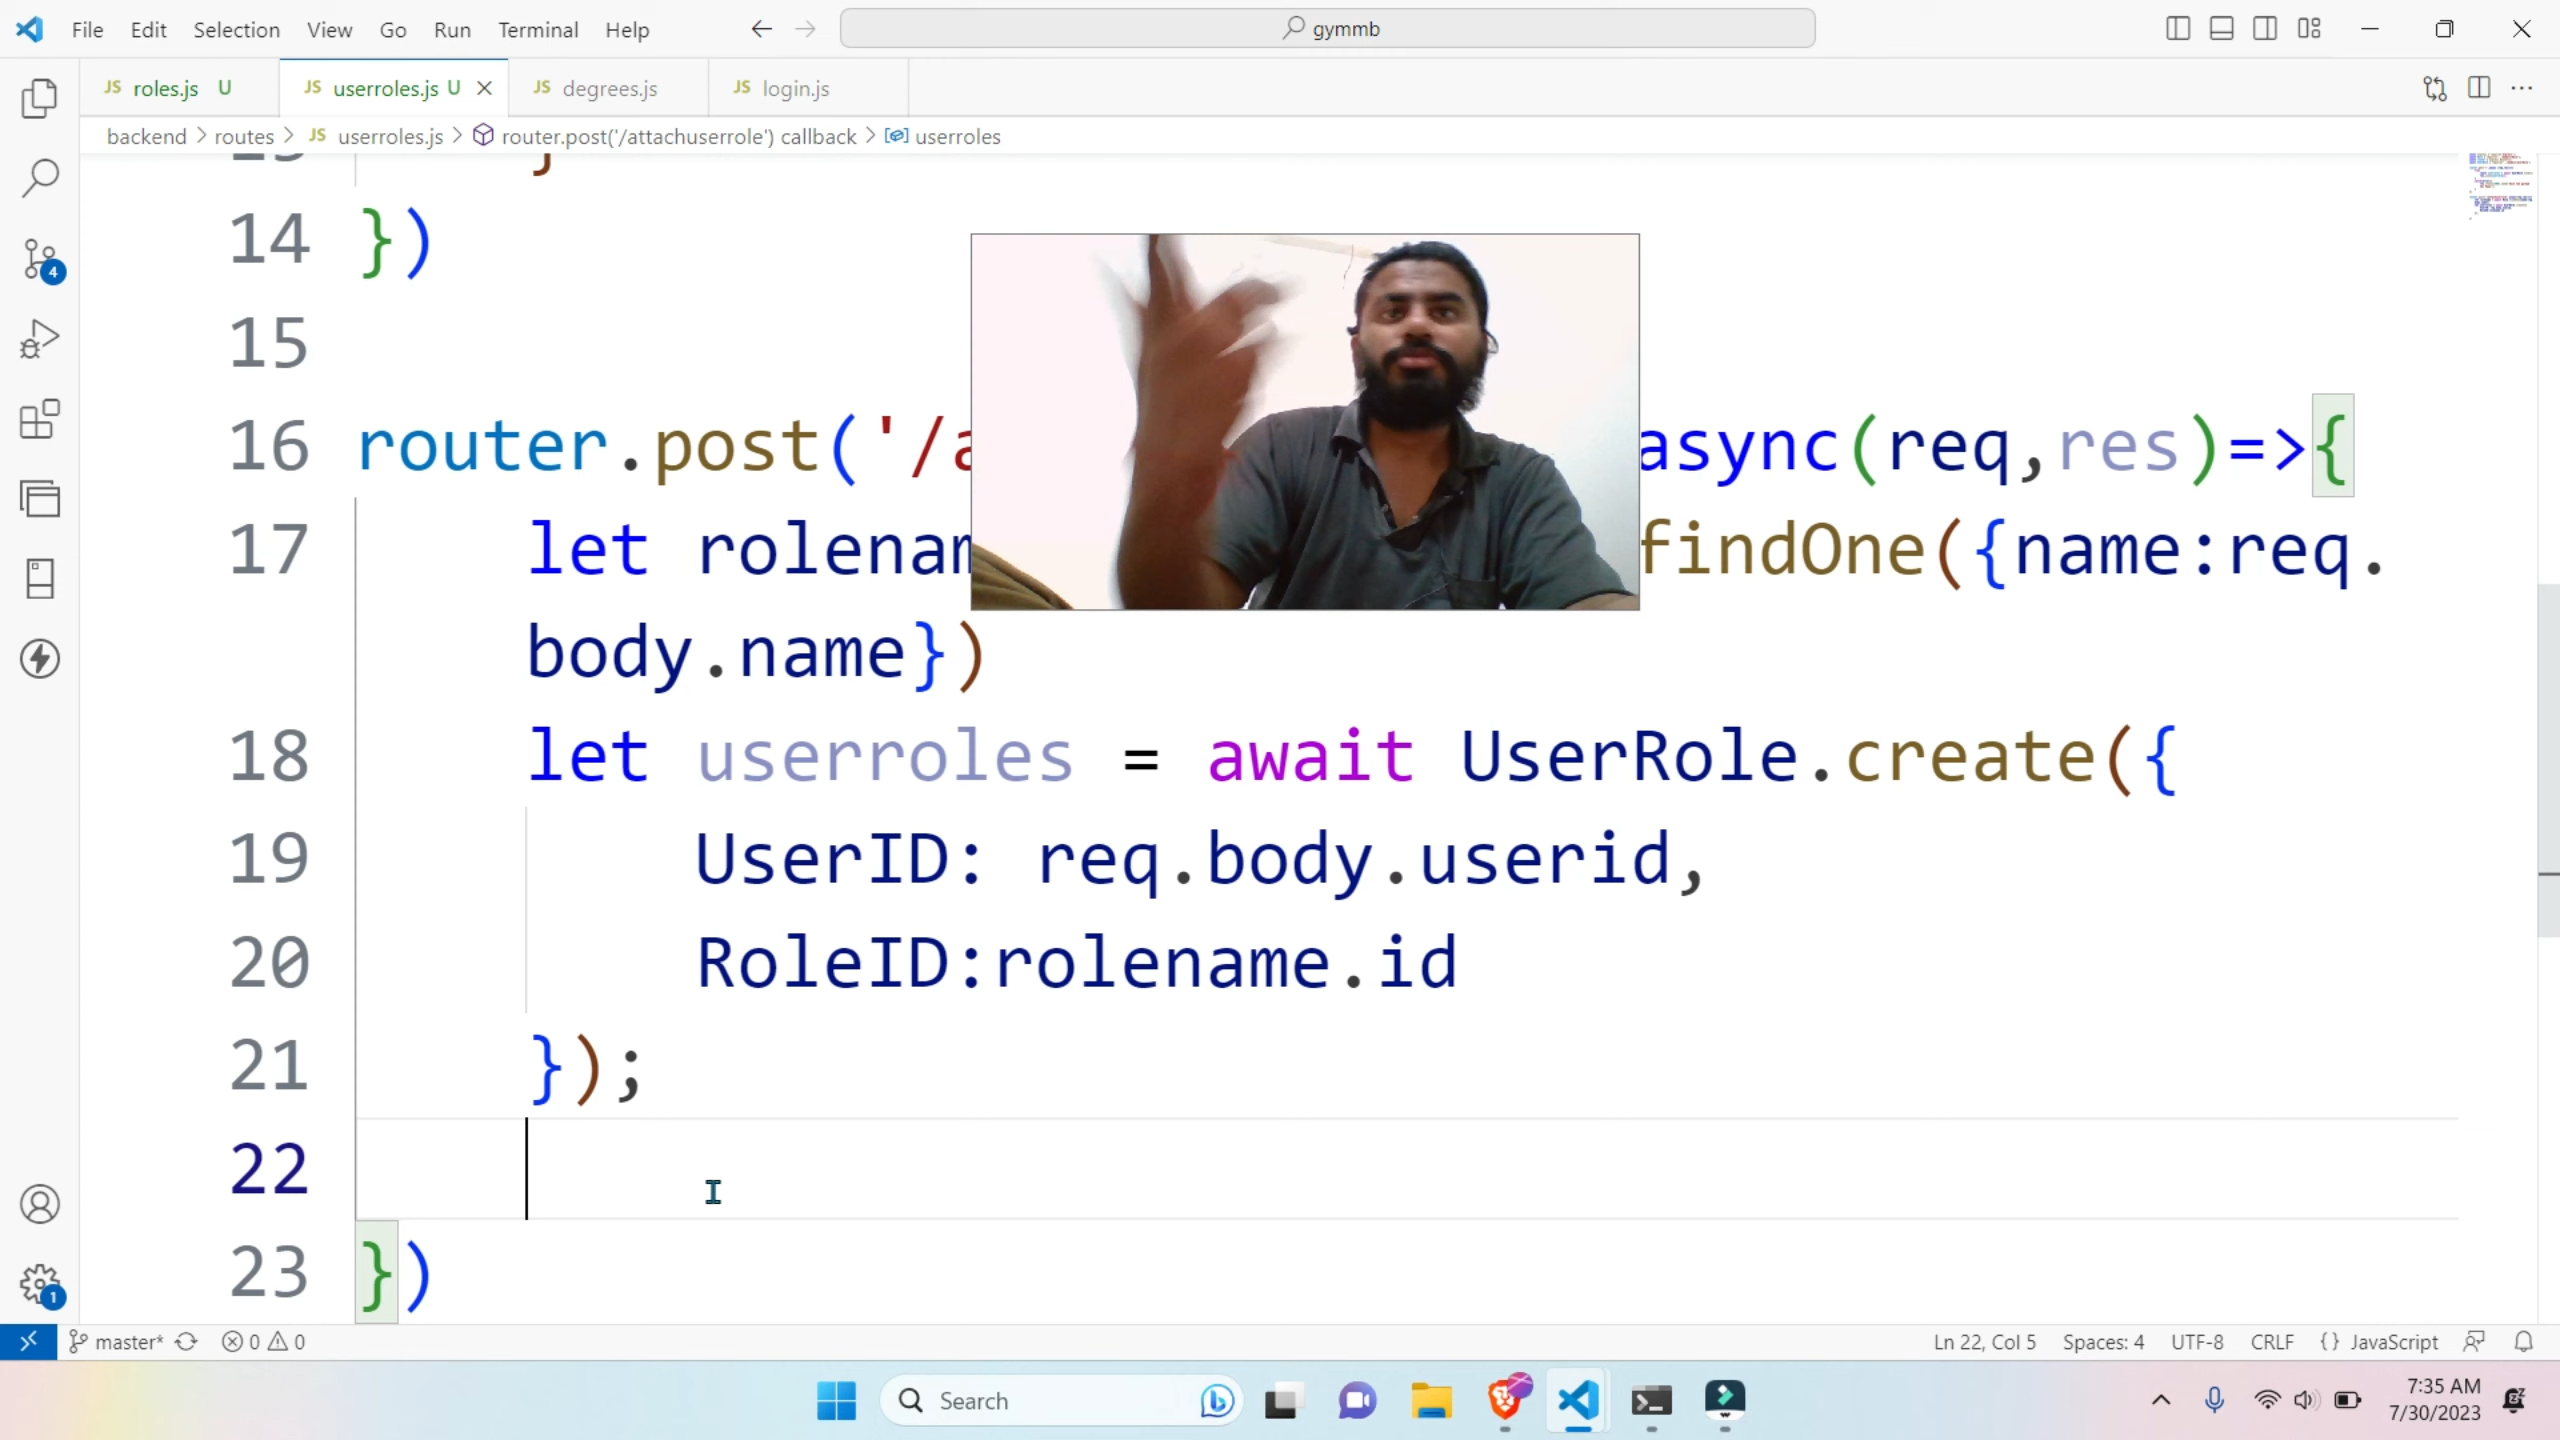 File Edit Selection View Go Run Terminal Help
gymmb
JS roles.js U
JS userroles.js U
JS degrees.js
JS login.js
backend > routes > JS userroles.js > router.post('/attachuserrole') callback > userroles
14 })
15
16 router.post('/a async(req,res)=>{
17 let rolenam findOne({name:req.
body.name})
18 let userroles = await UserRole.create({
19 UserID: req.body.userid,
20 RoleID:rolename.id
21 });
22
23 })
4
1
master* 0 0
Ln 22, Col 5 Spaces: 4 UTF-8 CRLF {} JavaScript
Search
7:35 AM
7/30/2023